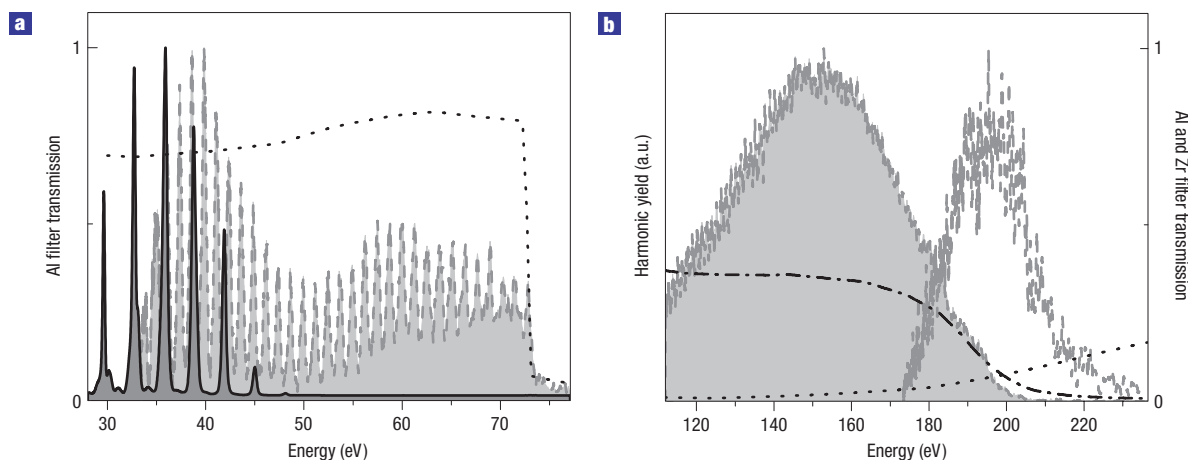 a
Al filter transmission
1
0
30
40
50
60
70
Energy (eV)
b
Harmonic yield (a.u.)
120
140
160
180
200
220
Energy (eV)
1
0
Al and Zr filter transmission